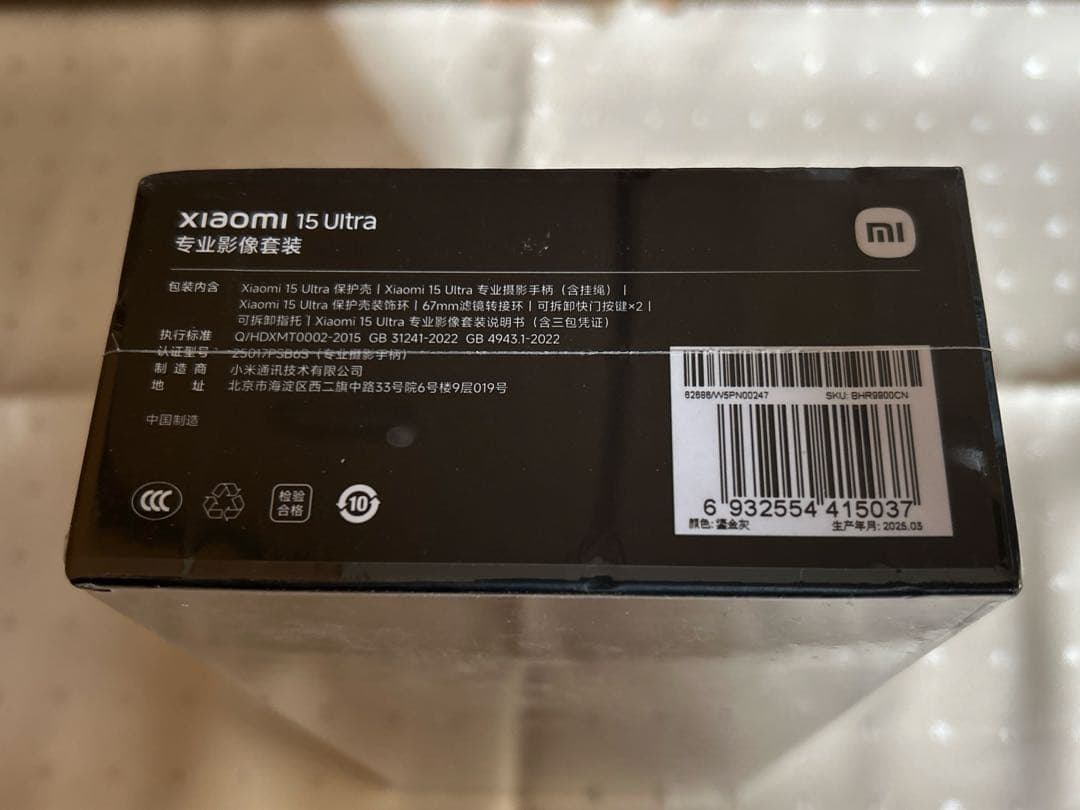 xiaomi 15 Ultra
专业影像套装
mi
包装内含 Xiaomi 15 Ultra 保护壳 | Xiaomi 15 Ultra 专业摄影手柄（含挂绳） |
Xiaomi 15 Ultra 保护壳装饰环 | 67mm滤镜转接环 | 可拆卸快门按键×2 |
可拆卸指托 | Xiaomi 15 Ultra 专业影像套装说明书（含三包凭证）
执行标准 Q/HDXMT0002-2015 GB 31241-2022 GB 4943.1-2022
认证型号 25017PSB6S（专业摄影手柄）
制造商 小米通讯技术有限公司
地址 北京市海淀区西二旗中路33号院6号楼9层019号
中国制造
CCC
检验
合格
10
62686/W5PN00247 SKU: BHR9900CN
6 932554 415037
颜色: 鎏金灰 生产年月: 2025.03